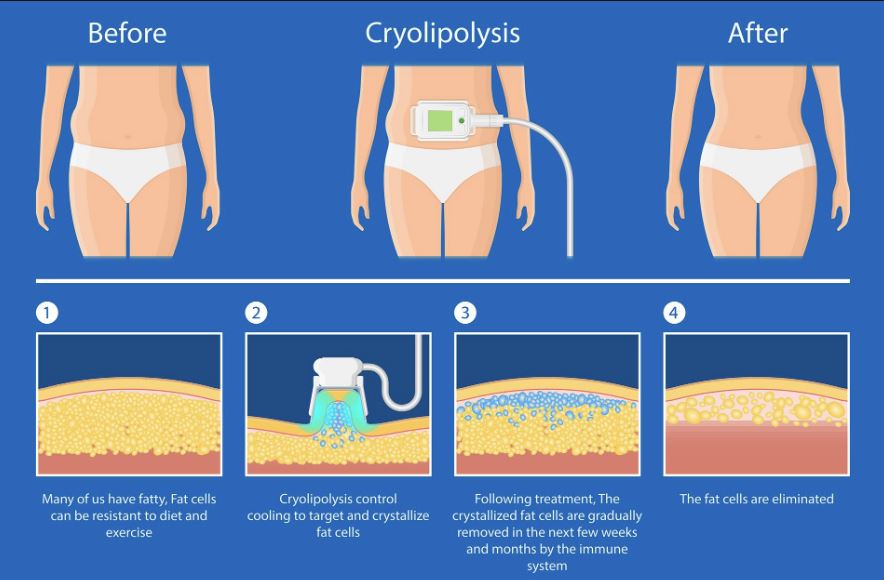 Before
Cryolipolysis
After
1
2
3
4
Many of us have fatty, Fat cells
can be resistant to diet and
exercise
Cryolipolysis control
cooling to target and crystallize
fat cells
Following treatment, The
crystallized fat cells are gradually
removed in the next few weeks
and months by the immune
system
The fat cells are eliminated